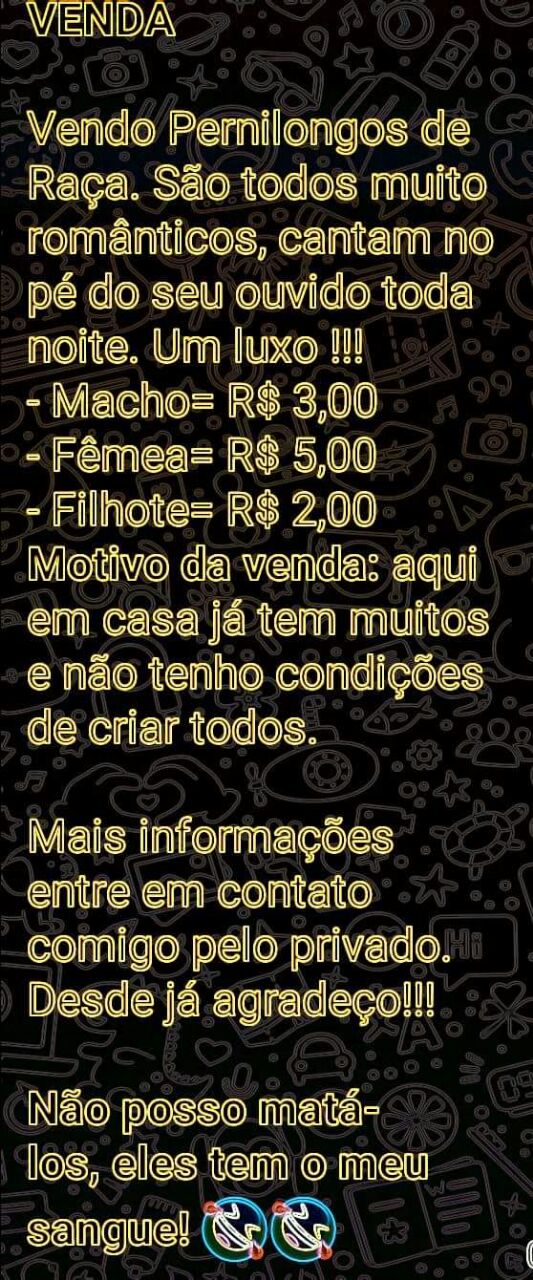 VENDA
Vendo Pernilongos de
Raça. São todos muito
românticos, cantam no
pé do seu ouvido toda
noite. Um luxo !!!
- Macho= R$ 3,00
- Fêmea= R$ 5,00
- Filhote= R$ 2,00
Motivo da venda: aqui
em casa já tem muitos
e não tenho condições
de criar todos.
Mais informações
entre em contato
comigo pelo privado.
Desde já agradeço!!!
Não posso matá-
los, eles tem o meu
sangue!
Hi